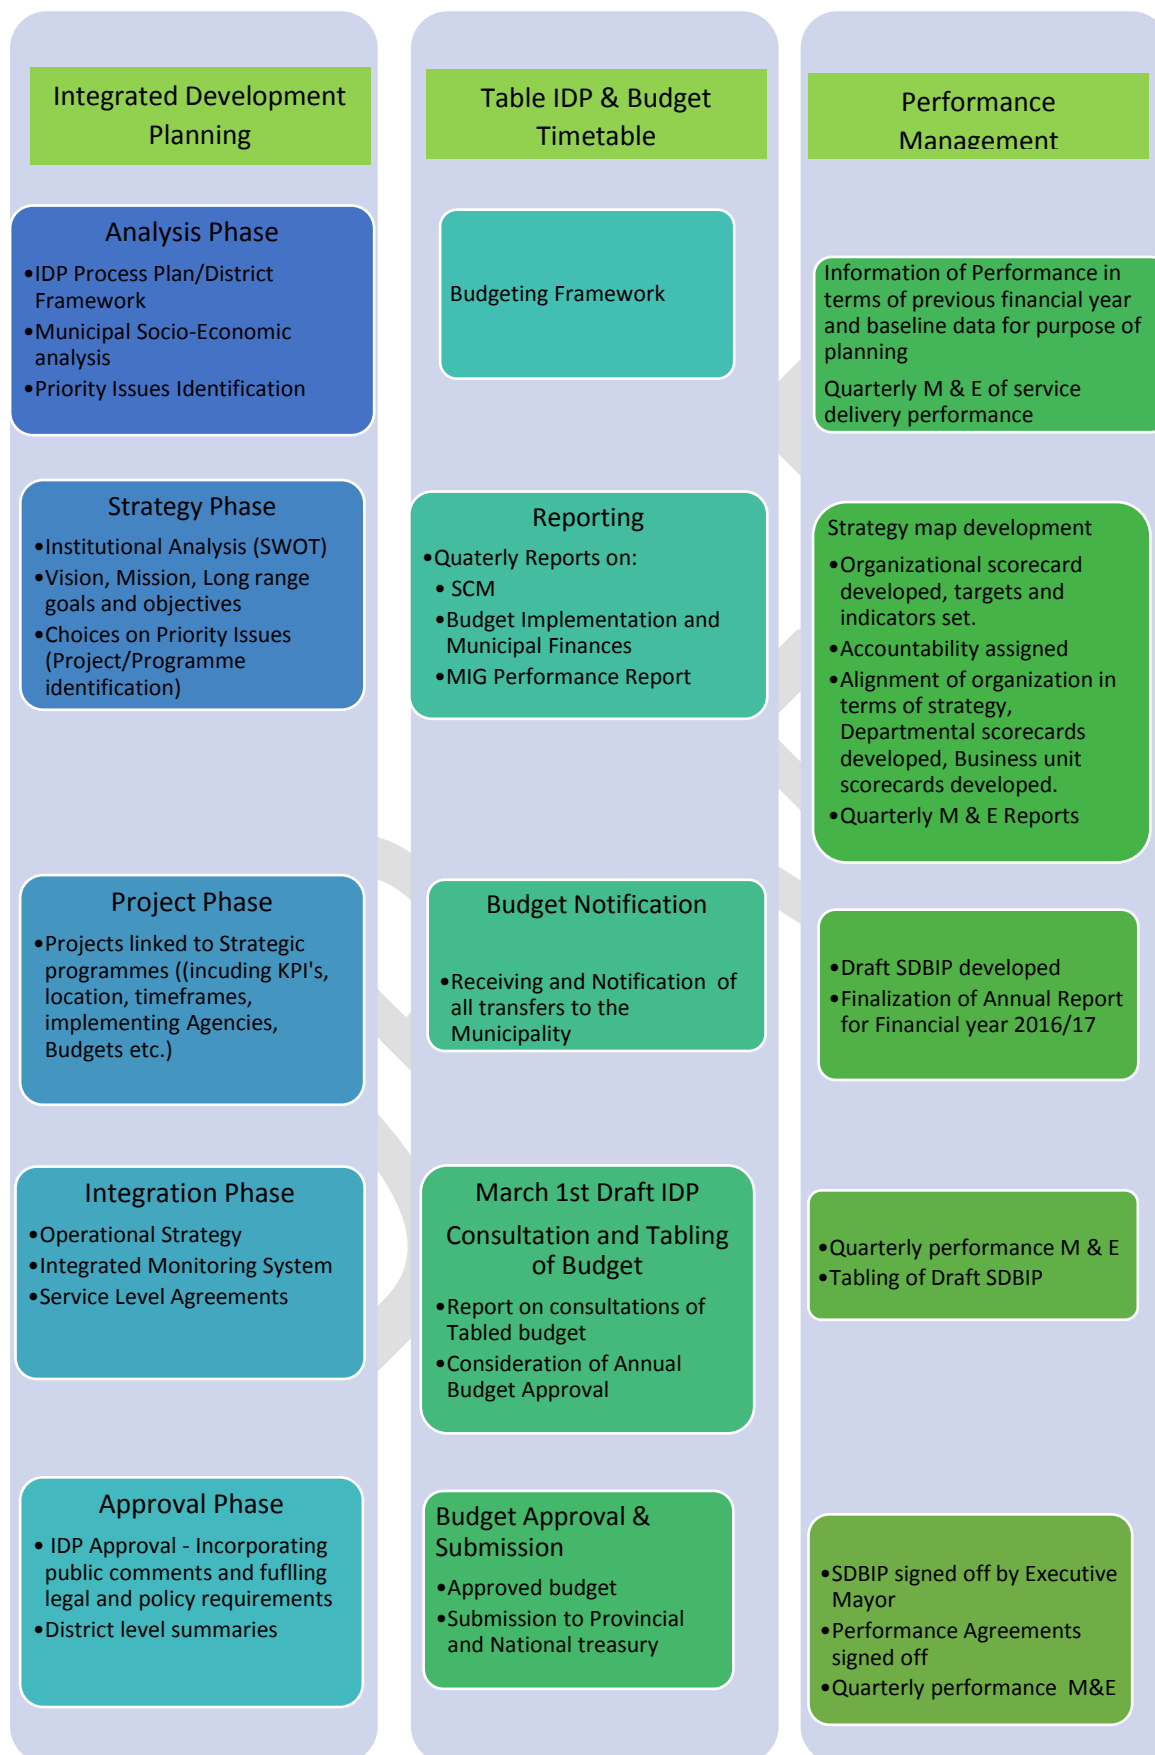 Integrated Development
Planning
Analysis Phase
•IDP Process Plan/District
Framework
•Municipal Socio-Economic
analysis
•Priority Issues Identification
Strategy Phase
•Institutional Analysis (SWOT)
•Vision, Mission, Long range
goals and objectives
•Choices on Priority Issues
(Project/Programme
identification)
Project Phase
•Projects linked to Strategic
programmes ((incuding KPI's,
location, timeframes,
implementing Agencies,
Budgets etc.)
Integration Phase
•Operational Strategy
•Integrated Monitoring System
•Service Level Agreements
Approval Phase
• IDP Approval - Incorporating
public comments and fuflling
legal and policy requirements
•District level summaries
Table IDP & Budget
Timetable
Budgeting Framework
Reporting
•Quaterly Reports on:
• SCM
•Budget Implementation and
Municipal Finances
•MIG Performance Report
Budget Notification
•Receiving and Notification of
all transfers to the
Municipality
March 1st Draft IDP
Consultation and Tabling
of Budget
•Report on consultations of
Tabled budget
•Consideration of Annual
Budget Approval
Budget Approval &
Submission
•Approved budget
•Submission to Provincial
and National treasury
Performance
Management
Information of Performance in
terms of previous financial year
and baseline data for purpose of
planning
Quarterly M & E of service
delivery performance
Strategy map development
•Organizational scorecard
developed, targets and
indicators set.
•Accountability assigned
•Alignment of organization in
terms of strategy,
Departmental scorecards
developed, Business unit
scorecards developed.
•Quarterly M & E Reports
•Draft SDBIP developed
•Finalization of Annual Report
for Financial year 2016/17
•Quarterly performance M & E
•Tabling of Draft SDBIP
•SDBIP signed off by Executive
Mayor
•Performance Agreements
signed off
•Quarterly performance M&E